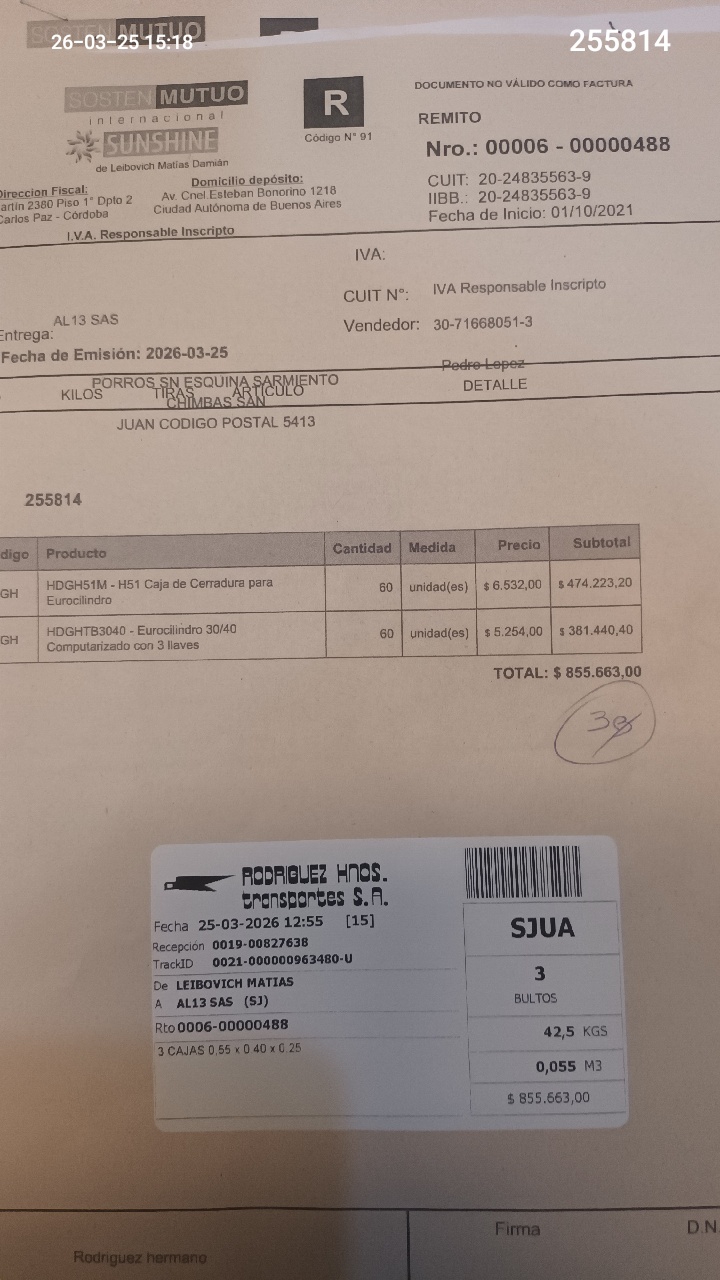 SOSTEN MUTUO
26-03-25 15:18
255814
SOSTEN MUTUO
internacional
SUNSHINE
de Leibovich Matías Damián
R
Código N° 91
DOCUMENTO NO VÁLIDO COMO FACTURA
REMITO
Nro.: 00006 - 00000488
CUIT: 20-24835563-9
IIBB.: 20-24835563-9
Fecha de Inicio: 01/10/2021
Direccion Fiscal:
artin 2380 Piso 1° Dpto 2
Carlos Paz - Córdoba
Domicilio depósito:
Av. Cnel.Esteban Bonorino 1218
Ciudad Autónoma de Buenos Aires
I.V.A. Responsable Inscripto
IVA:
CUIT N°: IVA Responsable Inscripto
AL13 SAS
Entrega:
Vendedor: 30-71668051-3
Fecha de Emisión: 2026-03-25
Pedro Lopez
PORROS SN ESQUINA SARMIENTO
KILOS TIRAS ARTICULO DETALLE
CHIMBAS SAN
JUAN CODIGO POSTAL 5413
255814
digo Producto Cantidad Medida Precio Subtotal
GH HDGH51M - H51 Caja de Cerradura para 60 unidad(es) $ 6.532,00 $ 474.223,20
Eurocilindro
GH HDGHTB3040 - Eurocilindro 30/40 60 unidad(es) $ 5.254,00 $ 381.440,40
Computarizado con 3 llaves
TOTAL: $ 855.663,00
RODRIGUEZ HNOS.
transportes S.A.
Fecha 25-03-2026 12:55 [15]
Recepción 0019-00827638
TrackID 0021-000000963480-U
De LEIBOVICH MATIAS
A AL13 SAS (SJ)
Rto 0006-00000488
3 CAJAS 0,55 x 0.40 x 0.25
SJUA
3
BULTOS
42,5 KGS
0,055 M3
$ 855.663,00
Firma
D.N
Rodriguez hermano